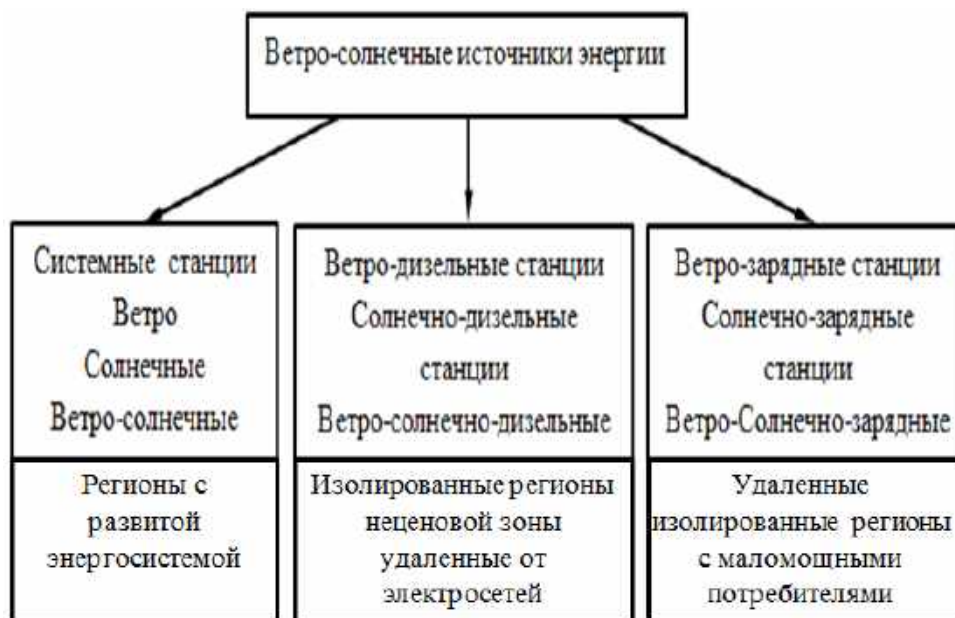 Ветро-солнечные источники энергии
Системные станции
Ветро
Солнечные
Ветро-солнечные
Регионы с
развитой
энергосистемой
Ветро-дизельные станции
Солнечно-дизельные
станции
Ветро-солнечно-дизельные
Изолированные регионы
неценовой зоны
удаленные от
электросетей
Ветро-зарядные станции
Солнечно-зарядные
станции
Ветро-Солнечно-зарядные
Удаленные
изолированные регионы
с маломощными
потребителями